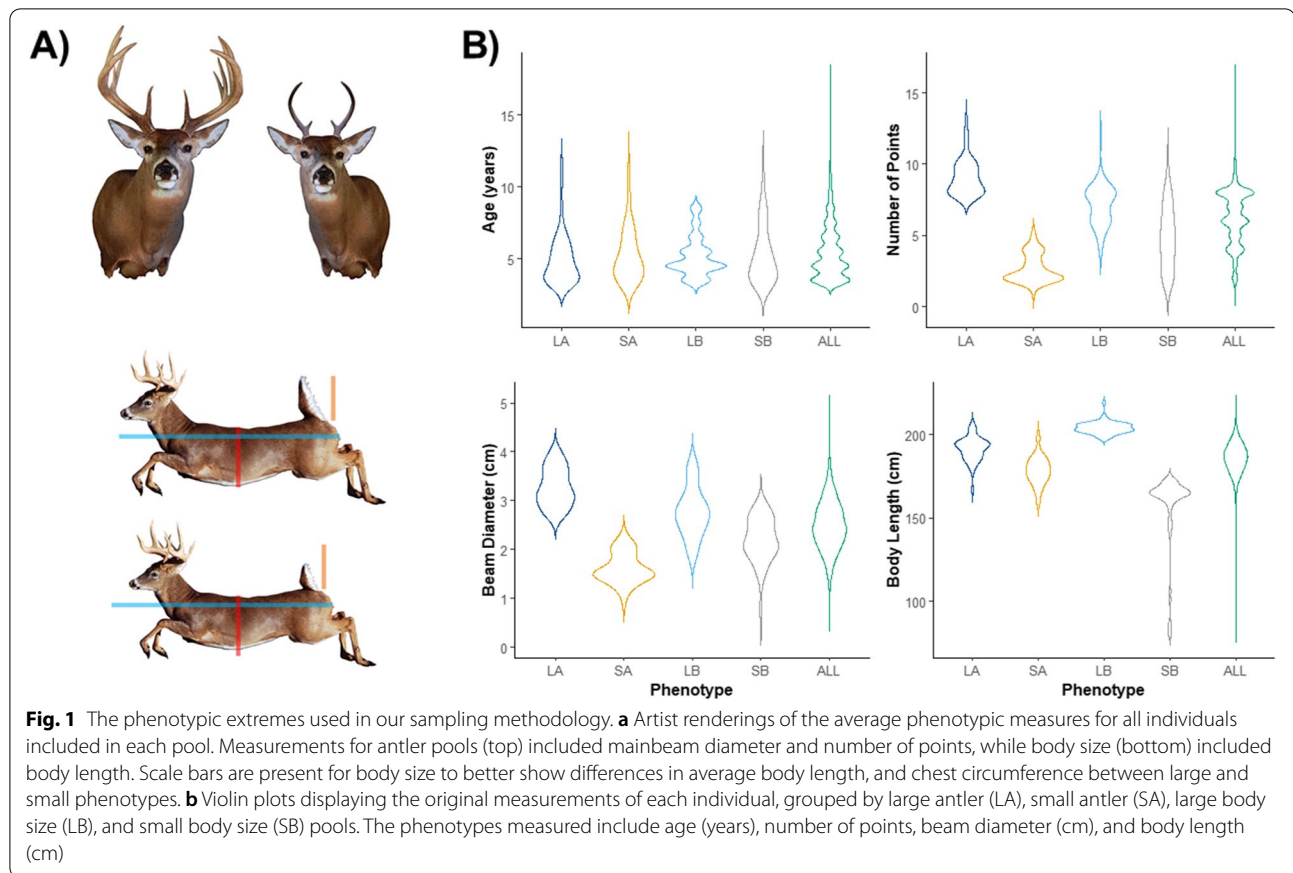 A)
B)
Age (years)
15
10
5
LA SA LB SB ALL
Number of Points
15
10
5
0
LA SA LB SB ALL
Beam Diameter (cm)
5
4
3
2
1
0
LA SA LB SB ALL
Phenotype
Body Length (cm)
200
150
100
LA SA LB SB ALL
Phenotype
Fig. 1 The phenotypic extremes used in our sampling methodology. a Artist renderings of the average phenotypic measures for all individuals
included in each pool. Measurements for antler pools (top) included mainbeam diameter and number of points, while body size (bottom) included
body length. Scale bars are present for body size to better show differences in average body length, and chest circumference between large and
small phenotypes. b Violin plots displaying the original measurements of each individual, grouped by large antler (LA), small antler (SA), large body
size (LB), and small body size (SB) pools. The phenotypes measured include age (years), number of points, beam diameter (cm), and body length
(cm)